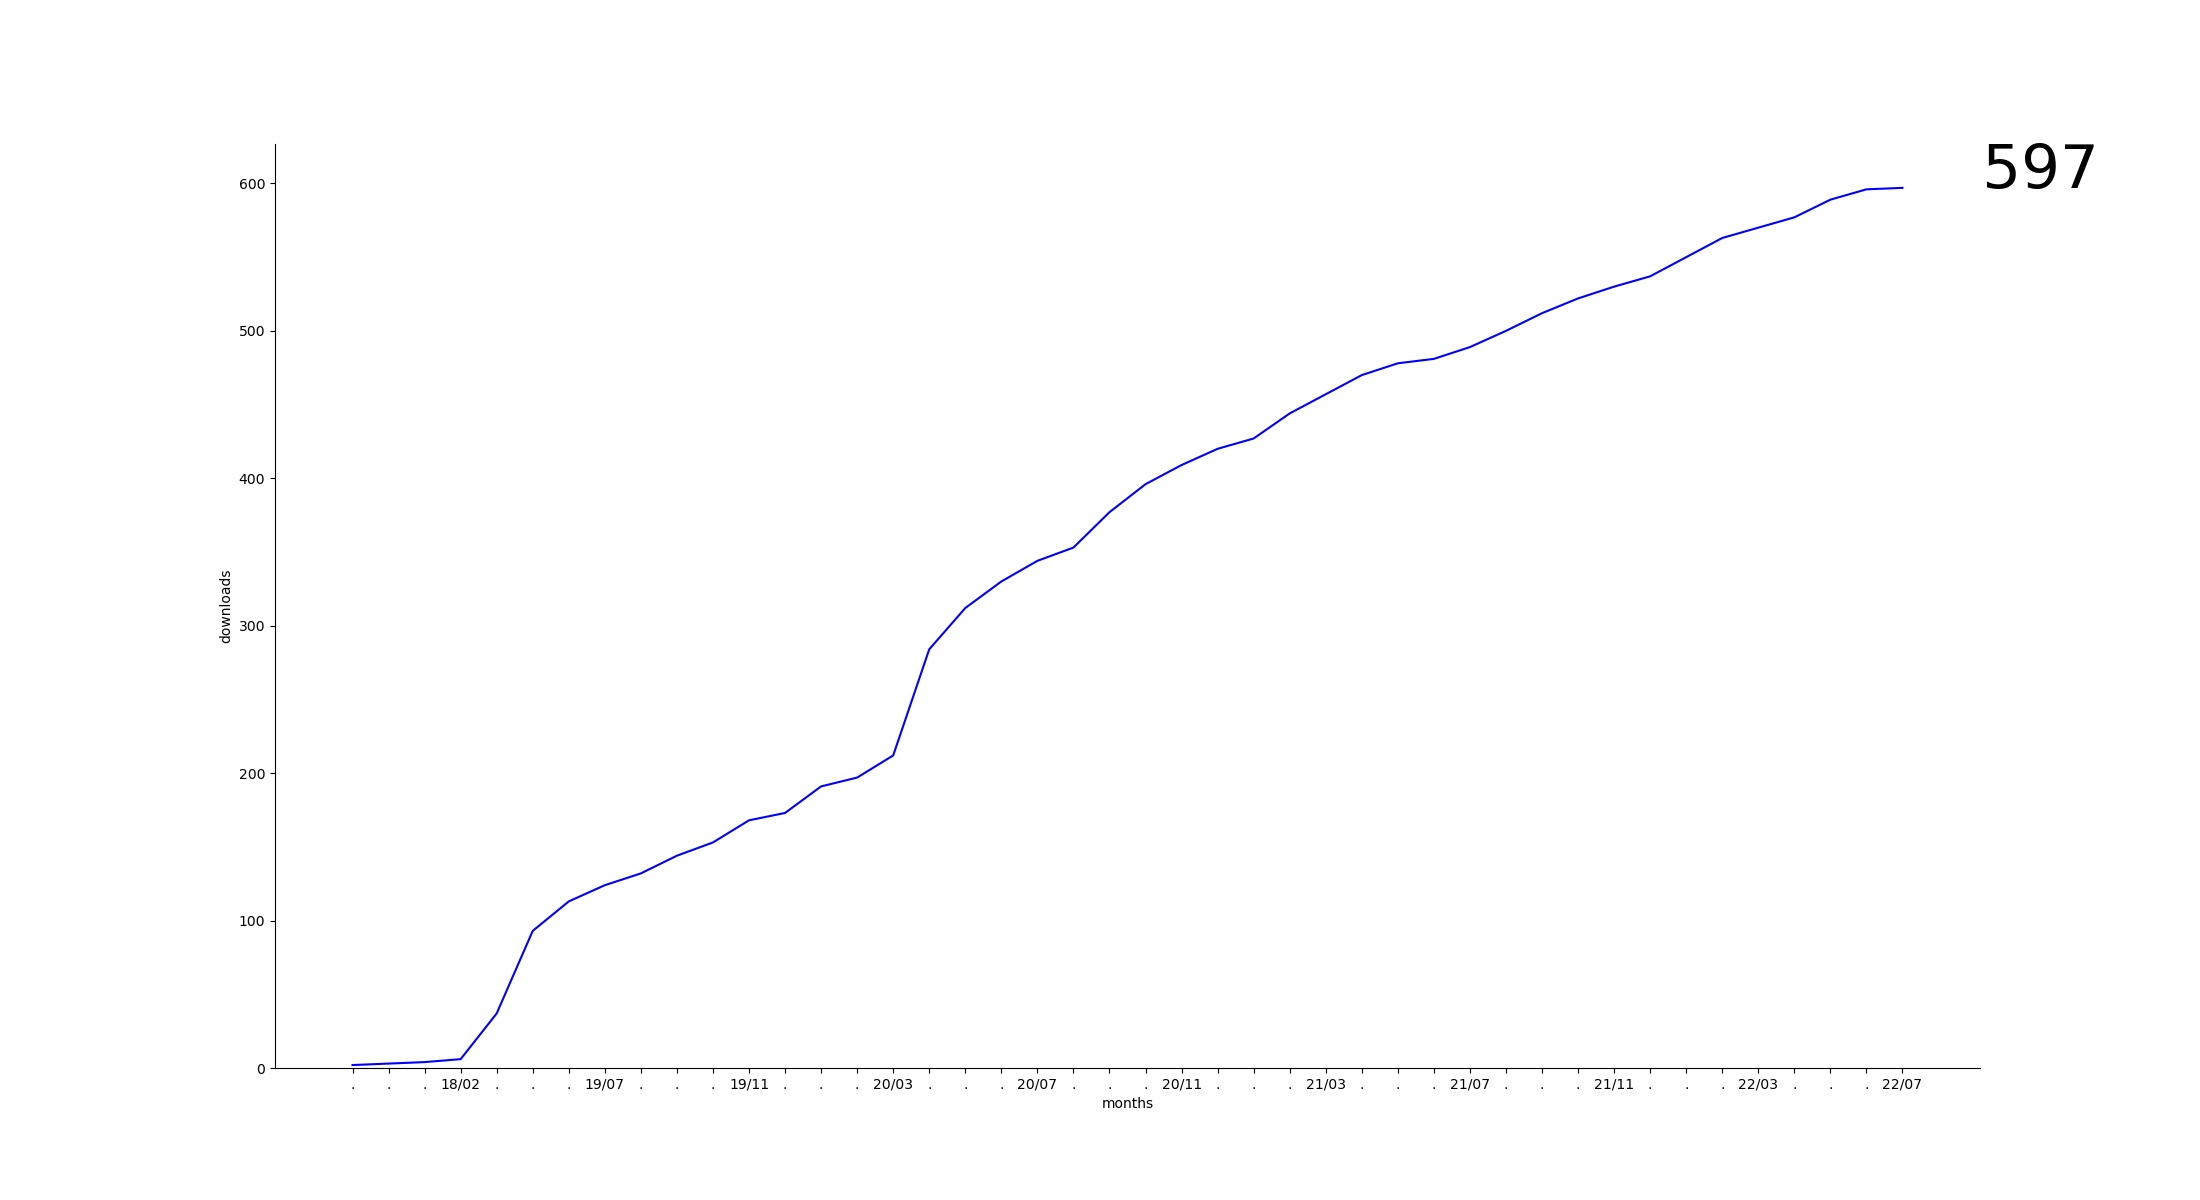 597
600
500
400
300
200
100
0
downloads
. . . 18/02 . . . 19/07 . . . 19/11 . . . 20/03 . . . 20/07 . . . 20/11 . . . 21/03 . . . 21/07 . . . 21/11 . . . 22/03 . . . 22/07
months